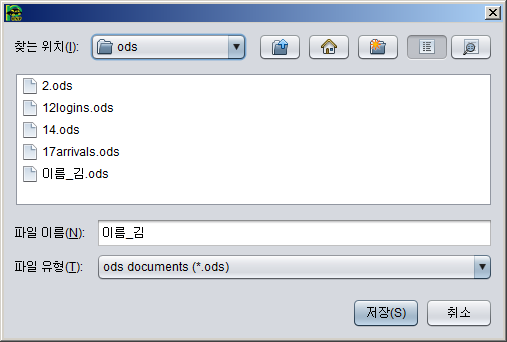 찾는 위치(I): ods
2.ods
12logins.ods
14.ods
17arrivals.ods
이름_김.ods
파일 이름(N): 이름_김
파일 유형(T): ods documents (*.ods)
저장(S) 취소